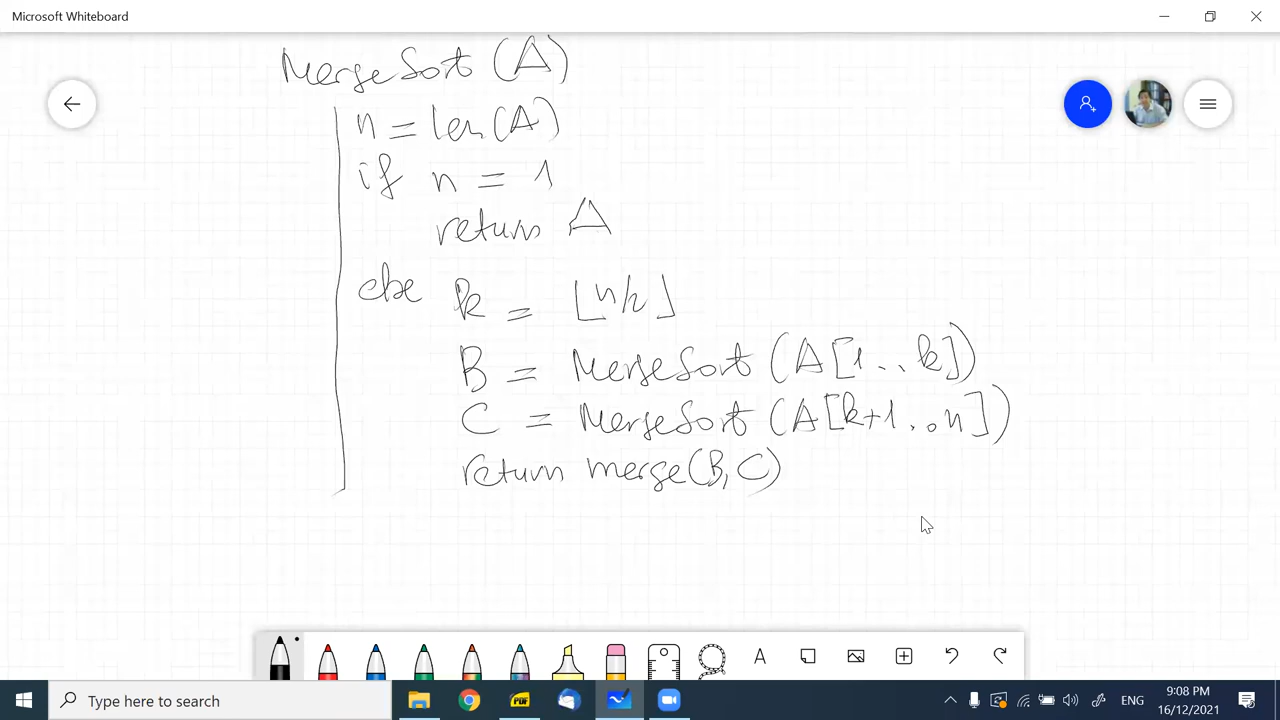 Microsoft Whiteboard
MergeSort (A)
n = len(A)
if n = 1
return A
else k = ⌊n/2⌋
B = MergeSort (A[1..k])
C = MergeSort (A[k+1..n])
return merge(B, C)
A
Type here to search
ENG
9:08 PM
16/12/2021